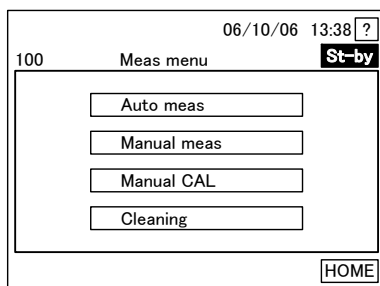 06/10/06 13:38 ?
100 Meas menu St-by
Auto meas
Manual meas
Manual CAL
Cleaning
HOME